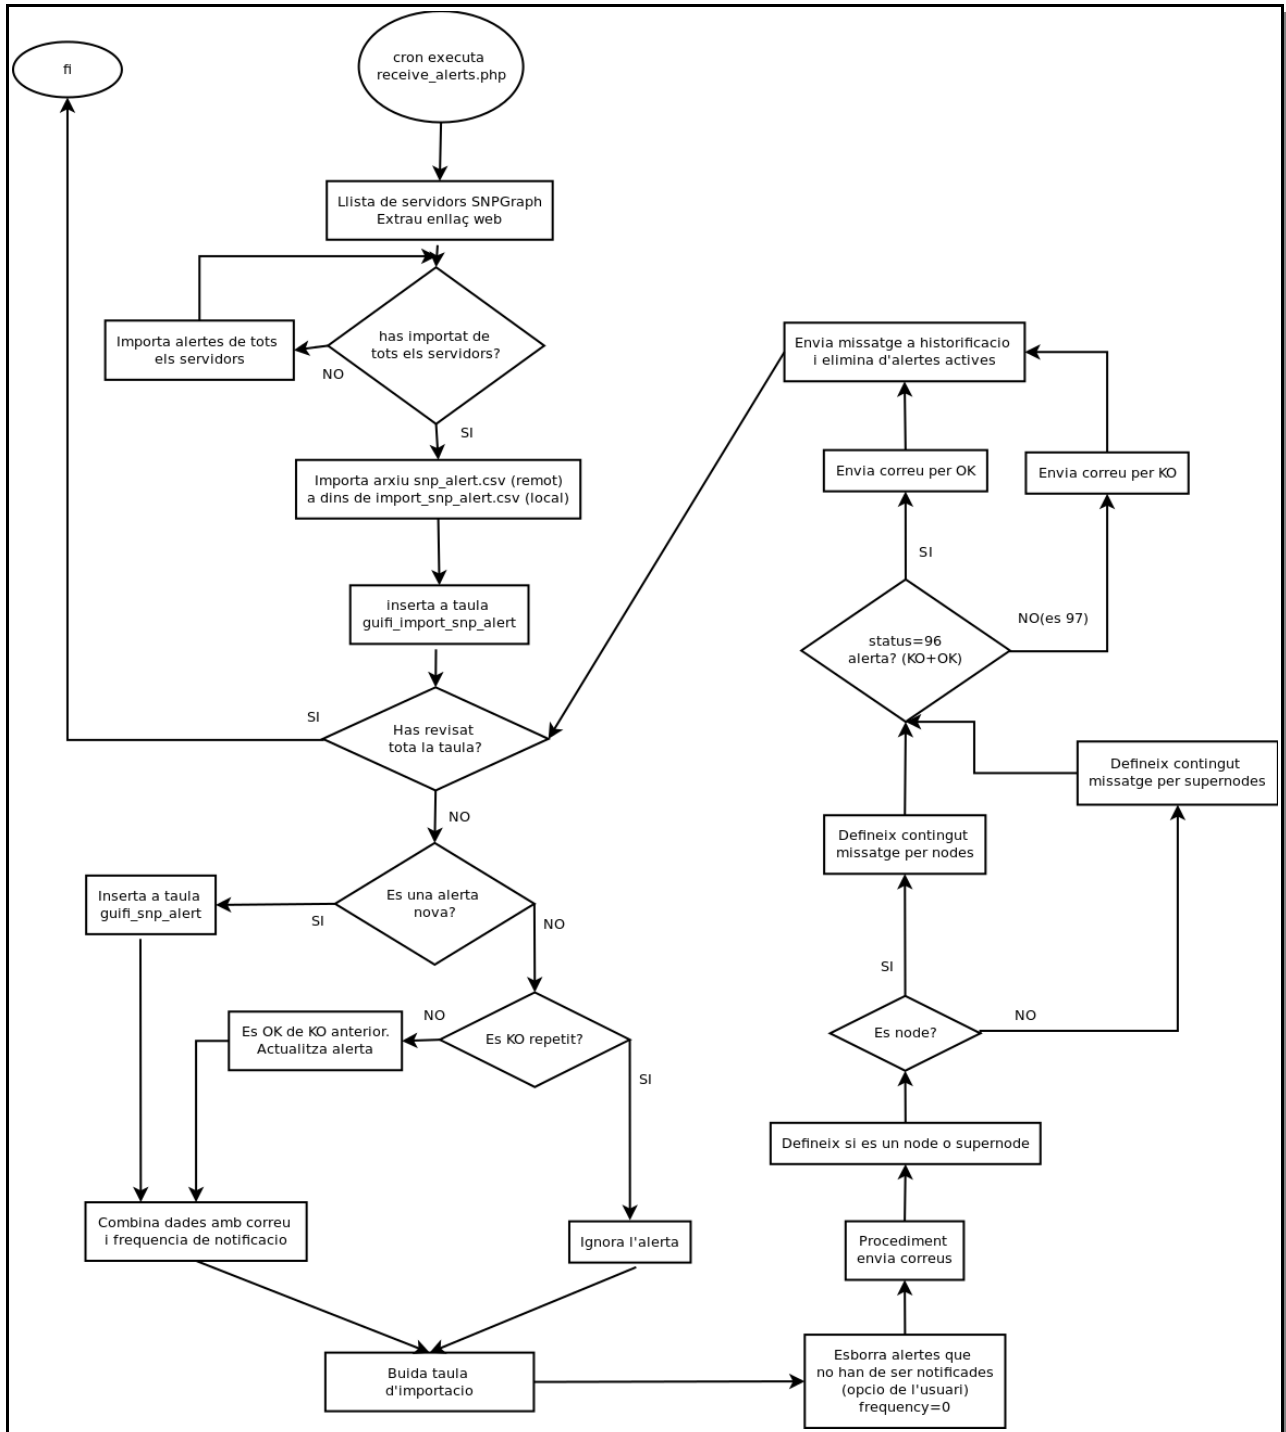 cron executa
receive_alerts.php
fi
Llista de servidors SNPGraph
Extrau enllaç web
has importat de
tots els servidors?
Importa alertes de tots
els servidors
NO
SI
Importa arxiu snp_alert.csv (remot)
a dins de import_snp_alert.csv (local)
inserta a taula
guifi_import_snp_alert
Has revisat
tota la taula?
SI
NO
Es una alerta
nova?
Inserta a taula
guifi_snp_alert
SI
NO
Es KO repetit?
NO
Es OK de KO anterior.
Actualitza alerta
SI
Combina dades amb correu
i frequencia de notificacio
Ignora l'alerta
Buida taula
d'importacio
Esborra alertes que
no han de ser notificades
(opcio de l'usuari)
frequency=0
Procediment
envia correus
Defineix si es un node o supernode
Es node?
SI
NO
Defineix contingut
missatge per nodes
Defineix contingut
missatge per supernodes
status=96
alerta? (KO+OK)
SI
NO(es 97)
Envia correu per OK
Envia correu per KO
Envia missatge a historificacio
i elimina d'alertes actives